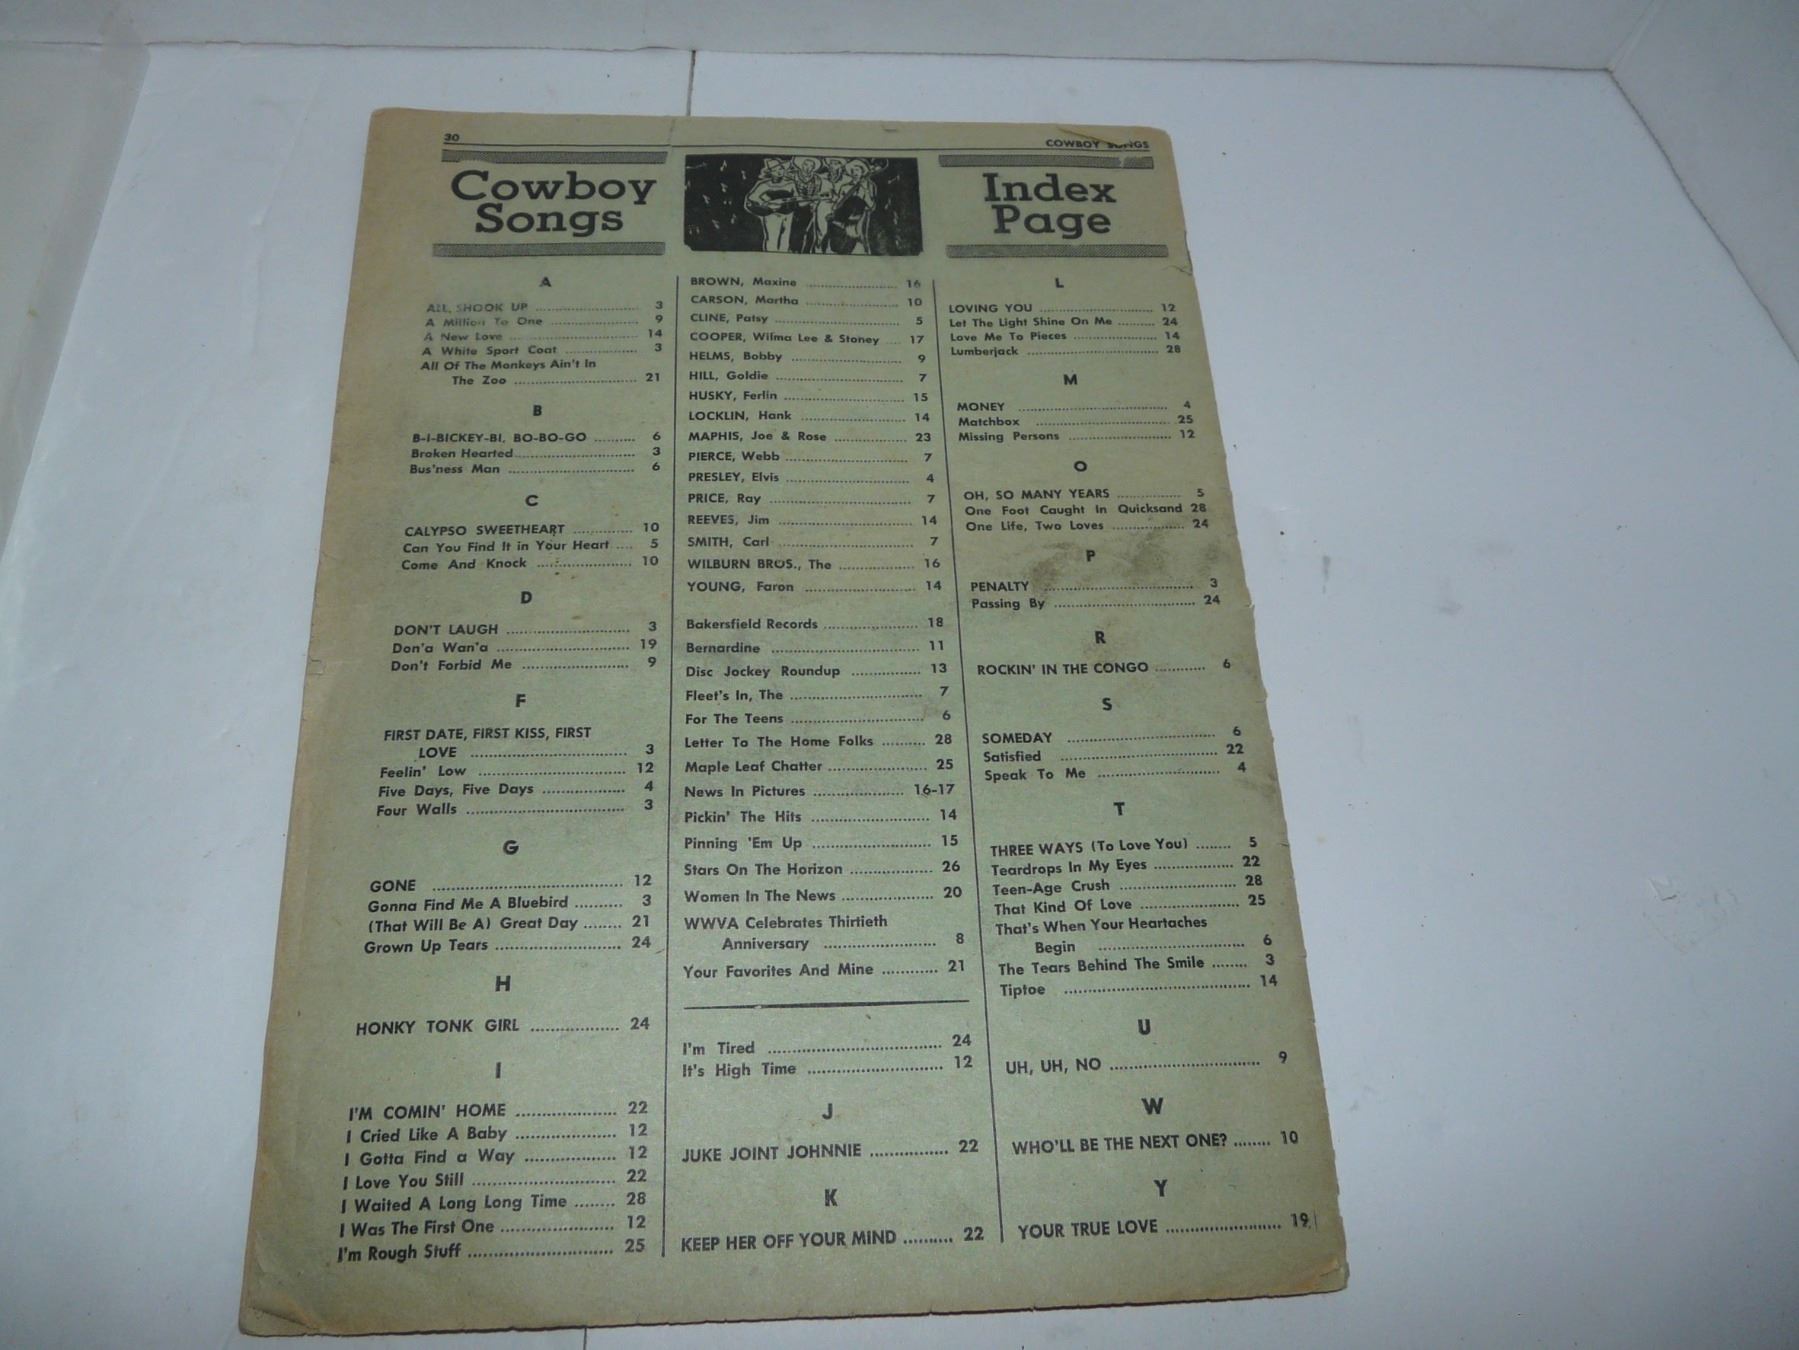 30
COWBOY SONGS
Cowboy
Songs
Index
Page
A
ALL SHOOK UP ........................ 3
A Million To One .................... 9
A New Love ............................ 14
A White Sport Coat ................ 3
All Of The Monkeys Ain't In
The Zoo ............................ 21
B
B-I-BICKEY-BI, BO-BO-GO .......... 6
Broken Hearted........................ 3
Bus'ness Man .......................... 6
C
CALYPSO SWEETHEART ............ 10
Can You Find It in Your Heart .... 5
Come And Knock .................... 10
D
DON'T LAUGH .......................... 3
Don'a Wan'a ............................ 19
Don't Forbid Me ...................... 9
F
FIRST DATE, FIRST KISS, FIRST
LOVE ................................ 3
Feelin' Low ............................ 12
Five Days, Five Days ................ 4
Four Walls .............................. 3
G
GONE .................................... 12
Gonna Find Me A Bluebird .......... 3
(That Will Be A) Great Day ........ 21
Grown Up Tears ........................ 24
H
HONKY TONK GIRL .................. 24
I
I'M COMIN' HOME .................... 22
I Cried Like A Baby .................... 12
I Gotta Find a Way .................. 12
I Love You Still ........................ 22
I Waited A Long Long Time ........ 28
I Was The First One .................... 12
I'm Rough Stuff ........................ 25
BROWN, Maxine .................... 16
CARSON, Martha .................... 10
CLINE, Patsy .......................... 5
COOPER, Wilma Lee & Stoney .... 17
HELMS, Bobby ...................... 9
HILL, Goldie .......................... 7
HUSKY, Ferlin ........................ 15
LOCKLIN, Hank ...................... 14
MAPHIS, Joe & Rose ................ 23
PIERCE, Webb .......................... 7
PRESLEY, Elvis ........................ 4
PRICE, Ray ............................ 7
REEVES, Jim .......................... 14
SMITH, Carl .......................... 7
WILBURN BROS., The ................ 16
YOUNG, Faron ........................ 14
Bakersfield Records .................. 18
Bernardine .............................. 11
Disc Jockey Roundup .............. 13
Fleet's In, The .......................... 7
For The Teens .......................... 6
Letter To The Home Folks .......... 28
Maple Leaf Chatter .................... 25
News In Pictures .................... 16-17
Pickin' The Hits ........................ 14
Pinning 'Em Up ........................ 15
Stars On The Horizon ................ 26
Women In The News .................. 20
WWVA Celebrates Thirtieth
Anniversary ........................ 8
Your Favorites And Mine ............ 21
I'm Tired .................................. 24
It's High Time .......................... 12
J
JUKE JOINT JOHNNIE ................ 22
K
KEEP HER OFF YOUR MIND .......... 22
L
LOVING YOU .......................... 12
Let The Light Shine On Me ........ 24
Love Me To Pieces .................. 14
Lumberjack ............................ 28
M
MONEY .................................. 4
Matchbox ................................ 25
Missing Persons ...................... 12
O
OH, SO MANY YEARS .............. 5
One Foot Caught In Quicksand 28
One Life, Two Loves ................ 24
P
PENALTY ................................ 3
Passing By .............................. 24
R
ROCKIN' IN THE CONGO .......... 6
S
SOMEDAY .............................. 6
Satisfied ................................ 22
Speak To Me .......................... 4
T
THREE WAYS (To Love You) ........ 5
Teardrops In My Eyes ................ 22
Teen-Age Crush ........................ 28
That Kind Of Love .................... 25
That's When Your Heartaches
Begin .............................. 6
The Tears Behind The Smile ........ 3
Tiptoe .................................... 14
U
UH, UH, NO .............................. 9
W
WHO'LL BE THE NEXT ONE? ........ 10
Y
YOUR TRUE LOVE ...................... 19